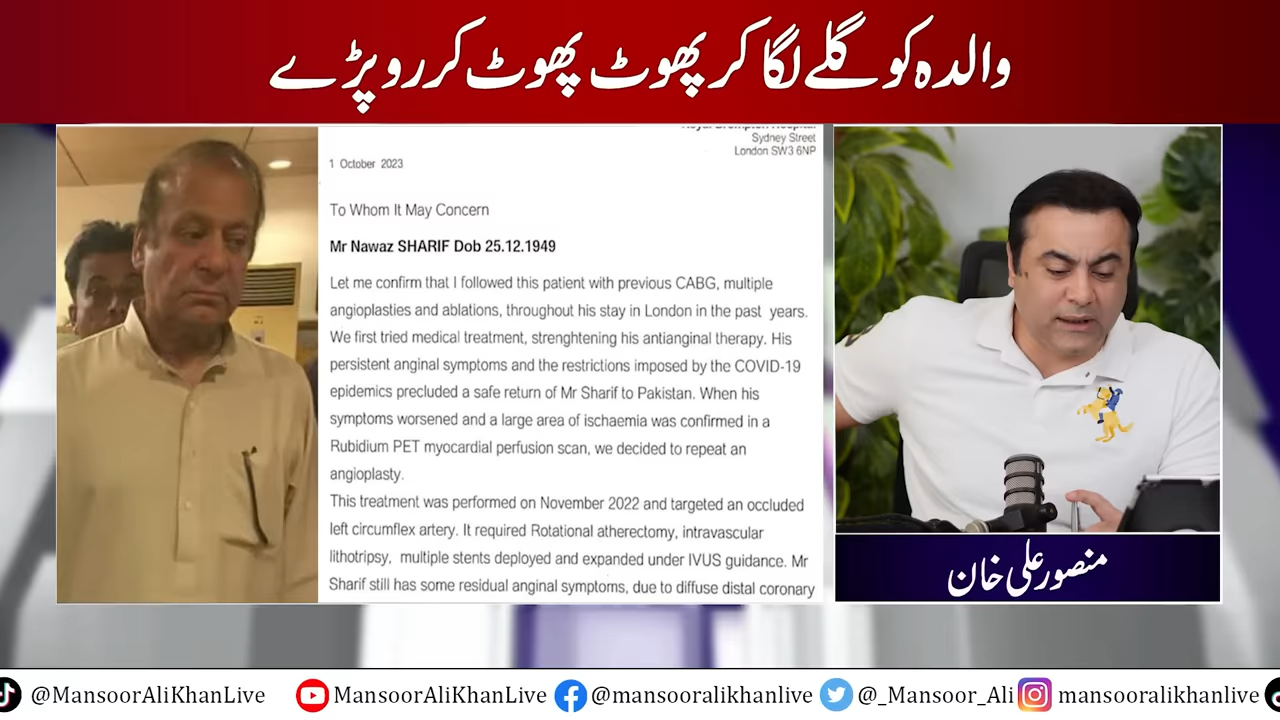 والدہ کو گلے لگا کر پھوٹ پھوٹ کر رو پڑے
Sydney Street
London SW3 6NP
1 October 2023
To Whom It May Concern
Mr Nawaz SHARIF Dob 25.12.1949
Let me confirm that I followed this patient with previous CABG, multiple
angioplasties and ablations, throughout his stay in London in the past years.
We first tried medical treatment, strenghtening his antianginal therapy. His
persistent anginal symptoms and the restrictions imposed by the COVID-19
epidemics precluded a safe return of Mr Sharif to Pakistan. When his
symptoms worsened and a large area of ischaemia was confirmed in a
Rubidium PET myocardial perfusion scan, we decided to repeat an
angioplasty.
This treatment was performed on November 2022 and targeted an occluded
left circumflex artery. It required Rotational atherectomy, intravascular
lithotripsy, multiple stents deployed and expanded under IVUS guidance. Mr
Sharif still has some residual anginal symptoms, due to diffuse distal coronary
منصور علی خان
@MansoorAliKhanLive MansoorAliKhanLive @mansooralikhanlive @_Mansoor_Ali mansooralikhanlive